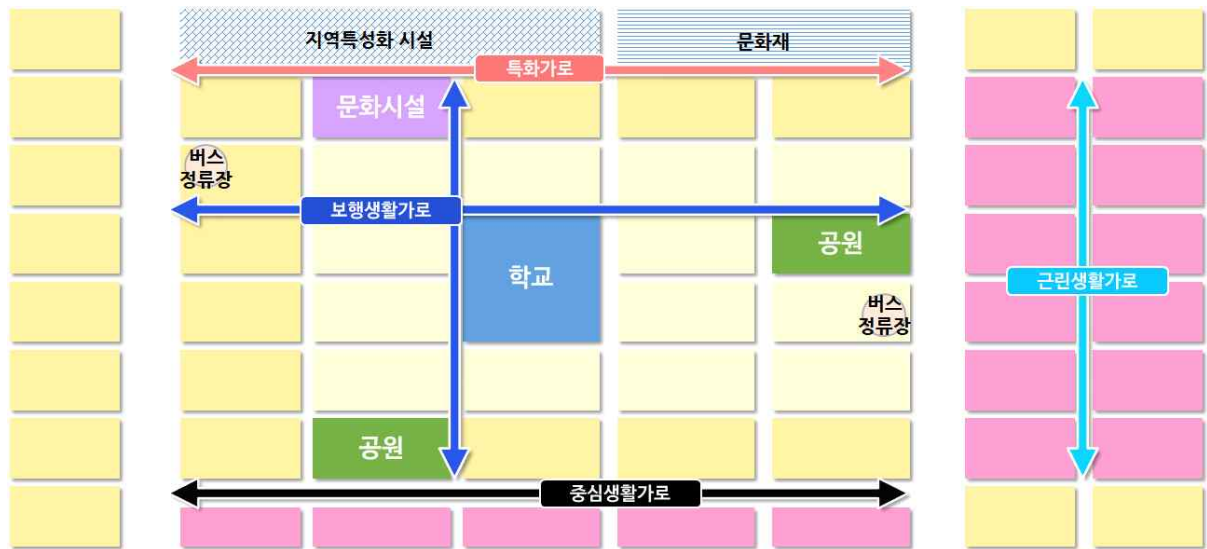 지역특성화 시설
문화재
특화가로
문화시설
버스
정류장
보행생활가로
공원
학교
근린생활가로
버스
정류장
공원
중심생활가로